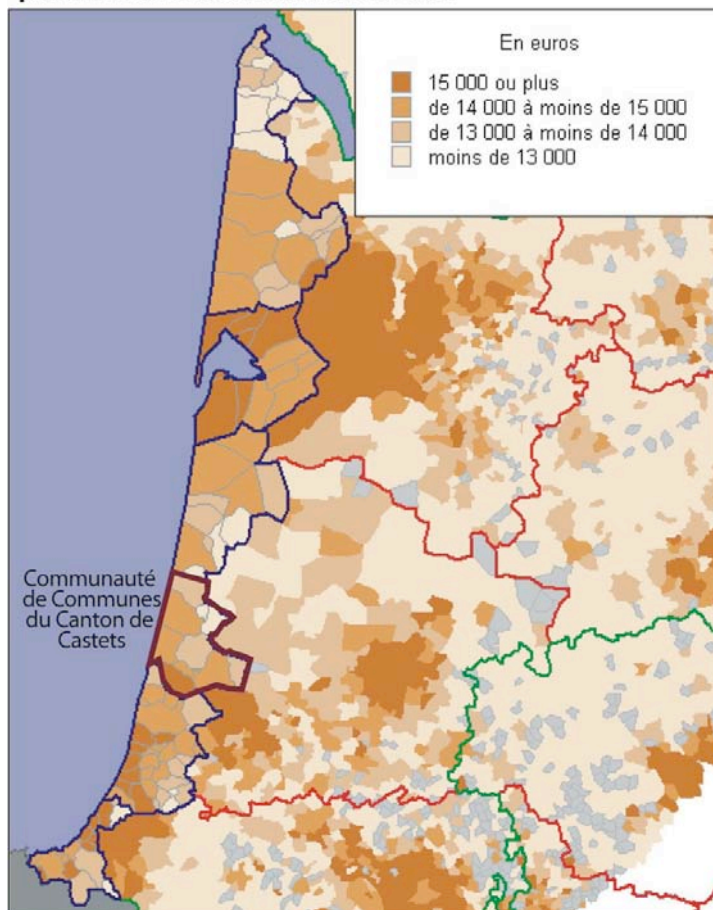 En euros
15 000 ou plus
de 14 000 à moins de 15 000
de 13 000 à moins de 14 000
moins de 13 000
Communauté
de Communes
du Canton de
Castets